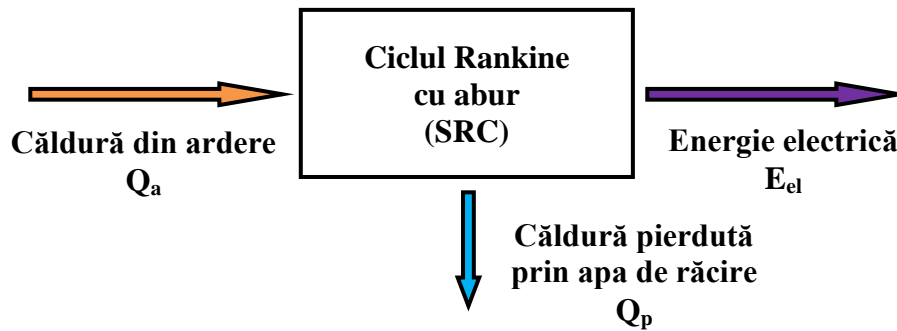 Ciclul Rankine
cu abur
(SRC)
Căldură din ardere
Qa
Energie electrică
Eel
Căldură pierdută
prin apa de răcire
Qp